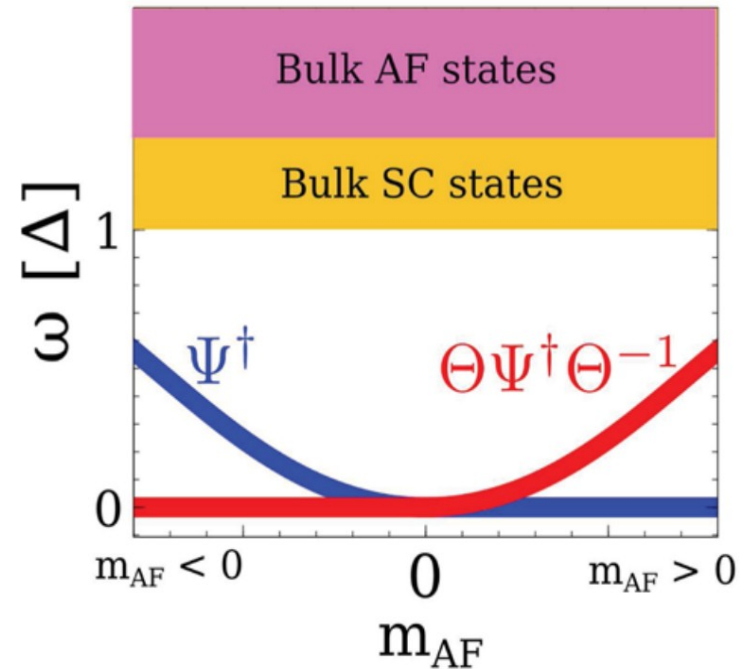 Bulk AF states
Bulk SC states
ω [Δ]
1
Ψ†
ΘΨ†Θ⁻¹
0
m_AF < 0
0
m_AF > 0
m_AF